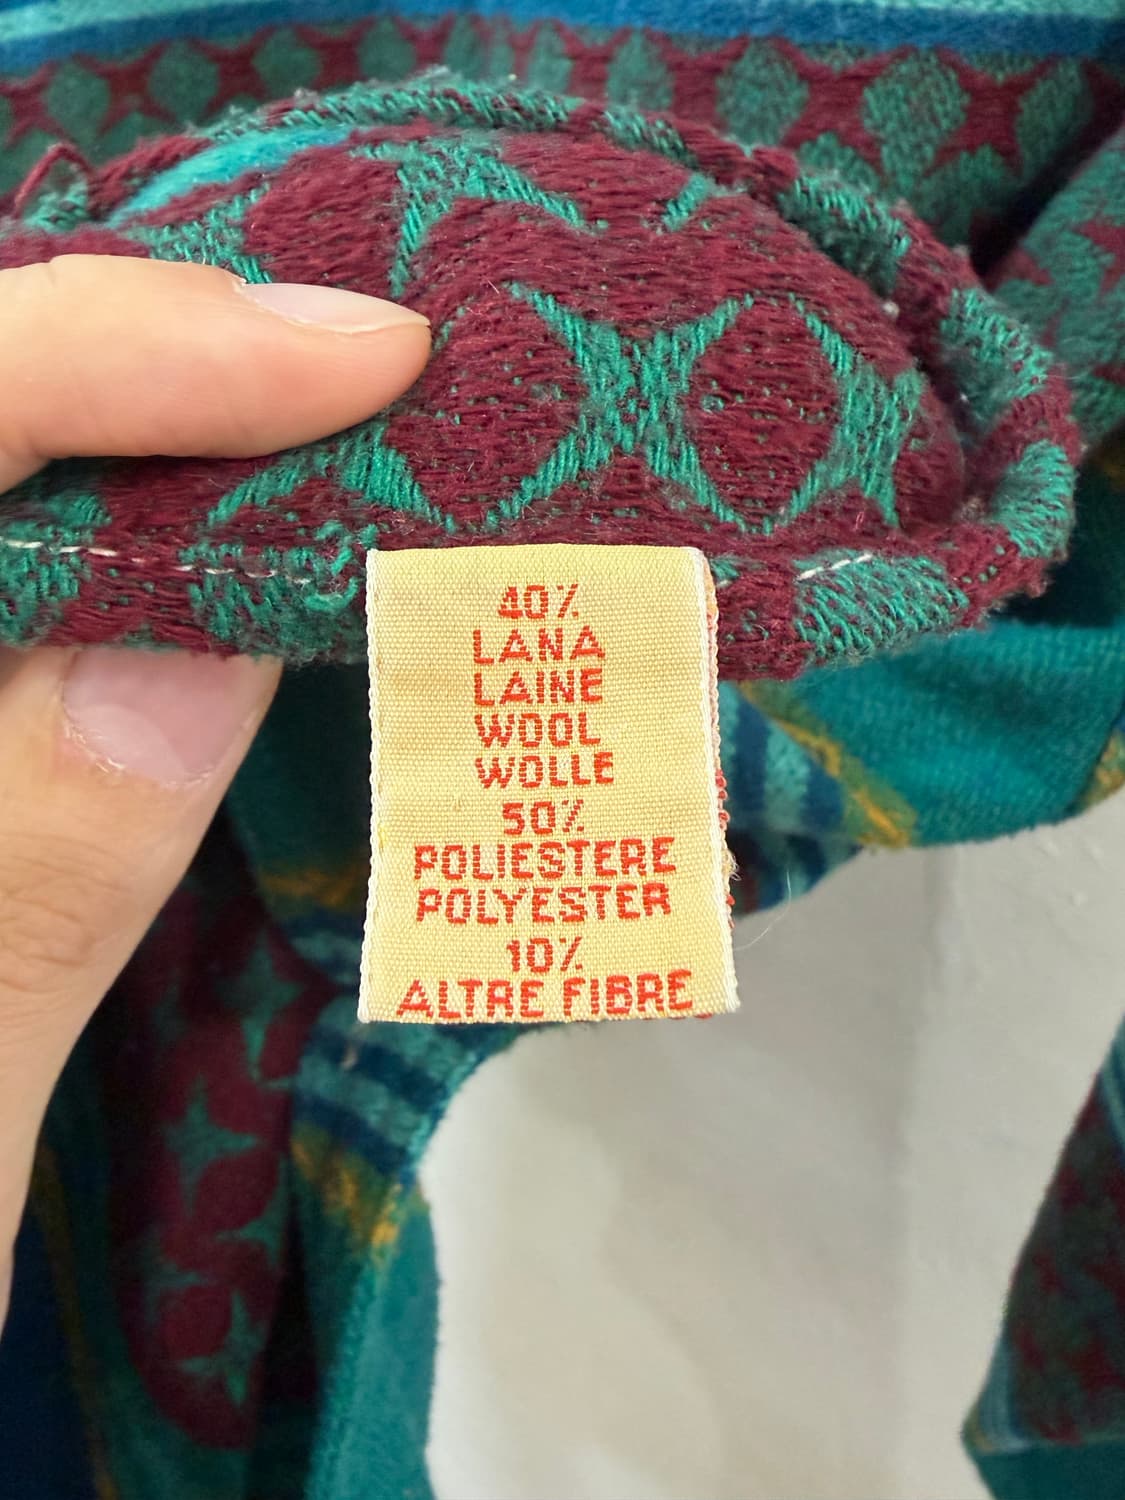 40%
LANA
LAINE
WOOL
WOLLE
50%
POLIESTERE
POLYESTER
10%
ALTRE FIBRE